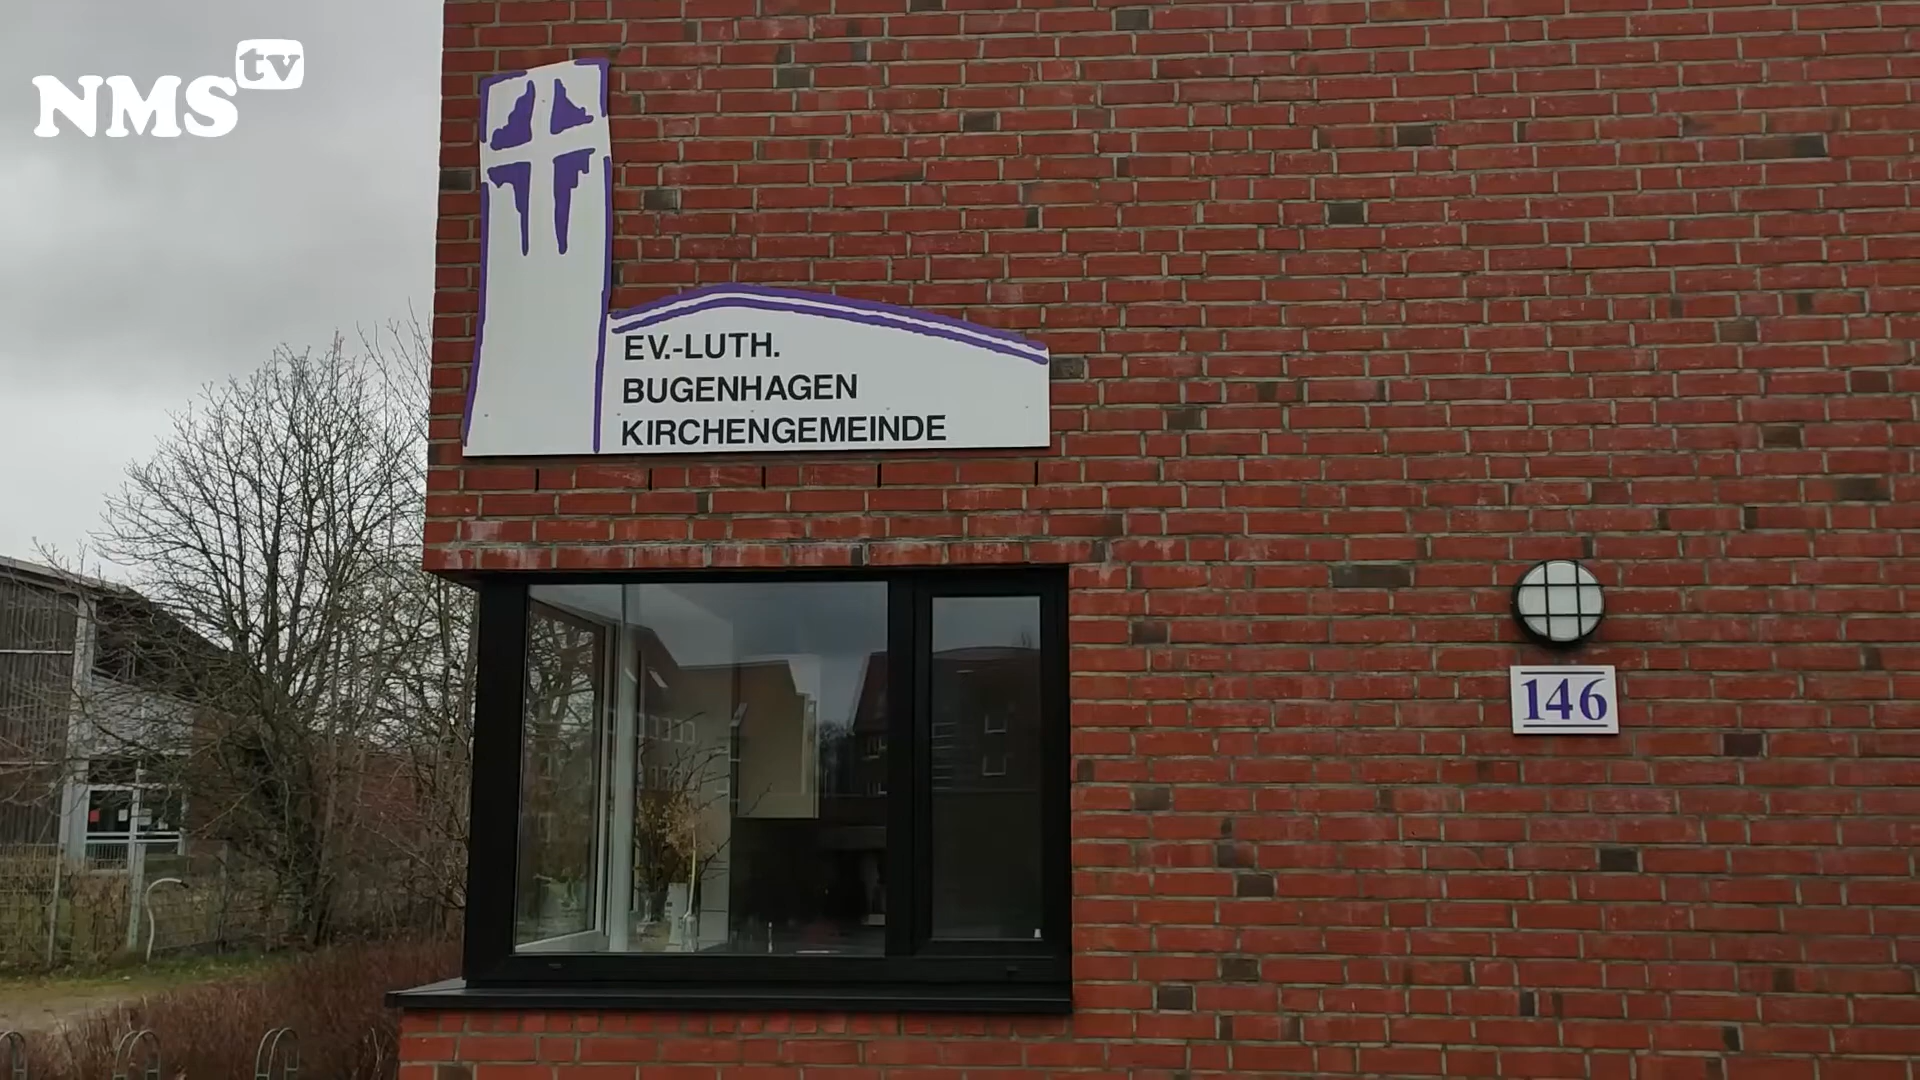 NMS tv
EV.-LUTH.
BUGENHAGEN
KIRCHENGEMEINDE
146